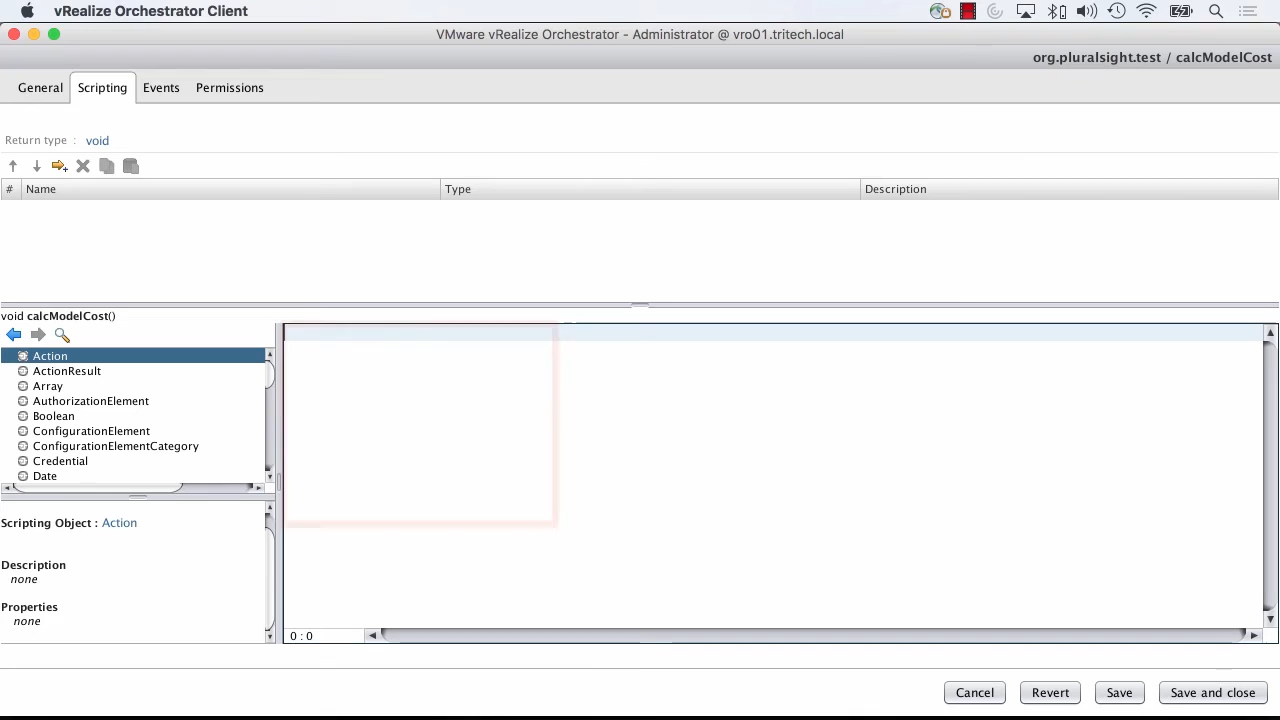 vRealize Orchestrator Client
VMware vRealize Orchestrator - Administrator @ vro01.tritech.local
org.pluralsight.test / calcModelCost
General Scripting Events Permissions
Return type : void
# Name Type Description
void calcModelCost()
Action
ActionResult
Array
AuthorizationElement
Boolean
ConfigurationElement
ConfigurationElementCategory
Credential
Date
Scripting Object : Action
Description
none
Properties
none
0 : 0
Cancel Revert Save Save and close